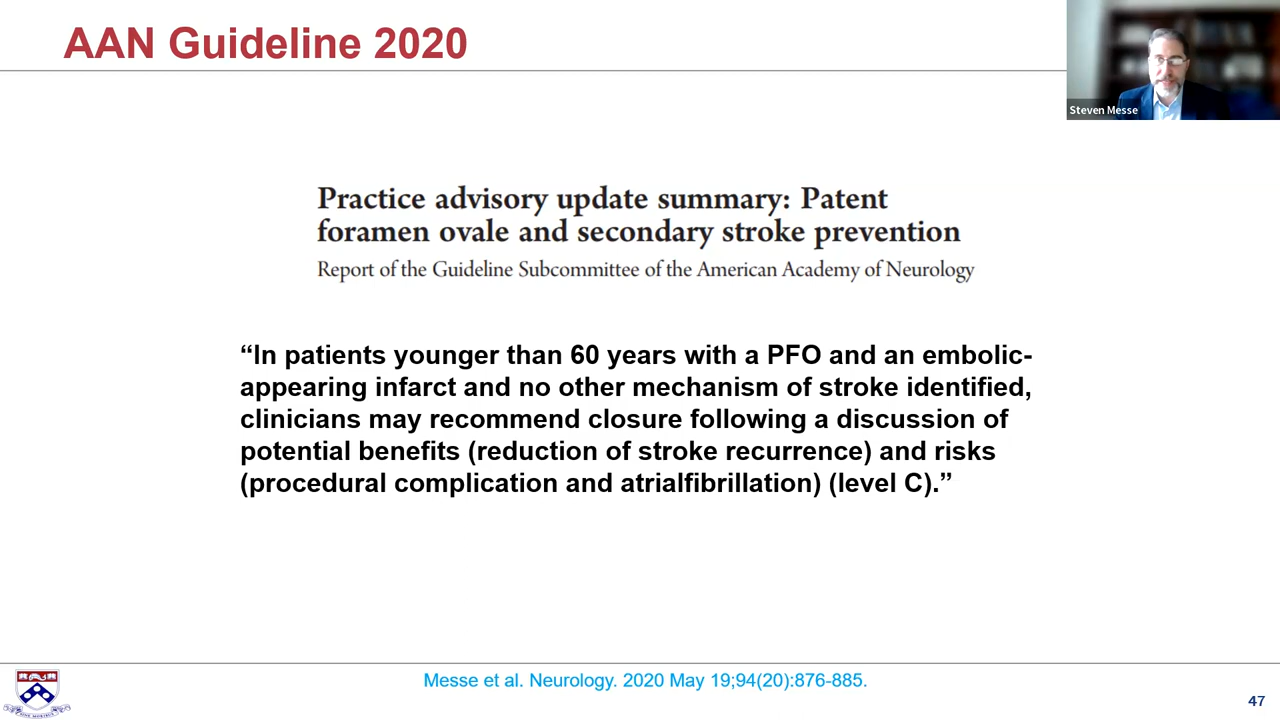 AAN Guideline 2020
Steven Messe
Practice advisory update summary: Patent
foramen ovale and secondary stroke prevention
Report of the Guideline Subcommittee of the American Academy of Neurology
“In patients younger than 60 years with a PFO and an embolic-
appearing infarct and no other mechanism of stroke identified,
clinicians may recommend closure following a discussion of
potential benefits (reduction of stroke recurrence) and risks
(procedural complication and atrialfibrillation) (level C).”
Messe et al. Neurology. 2020 May 19;94(20):876-885.
47